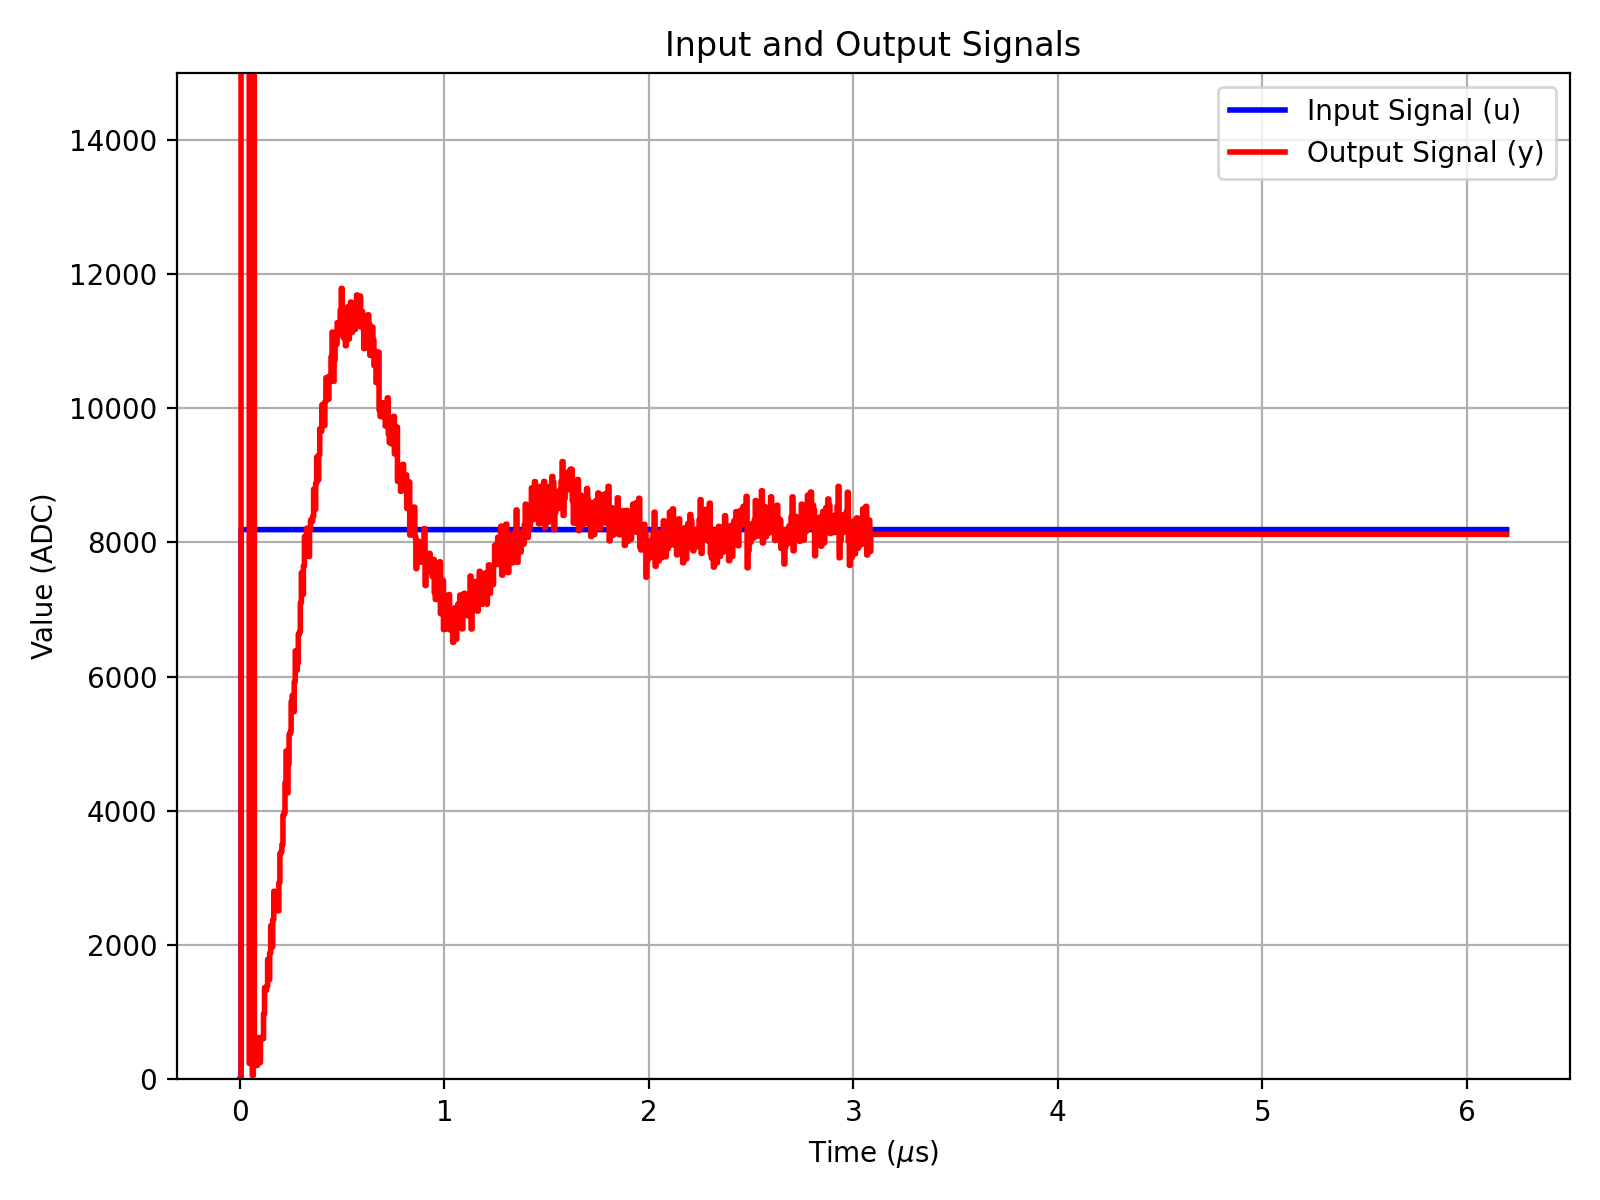 Input and Output Signals
Input Signal (u)
Output Signal (y)
Value (ADC)
14000
12000
10000
8000
6000
4000
2000
0
0 1 2 3 4 5 6
Time (μs)